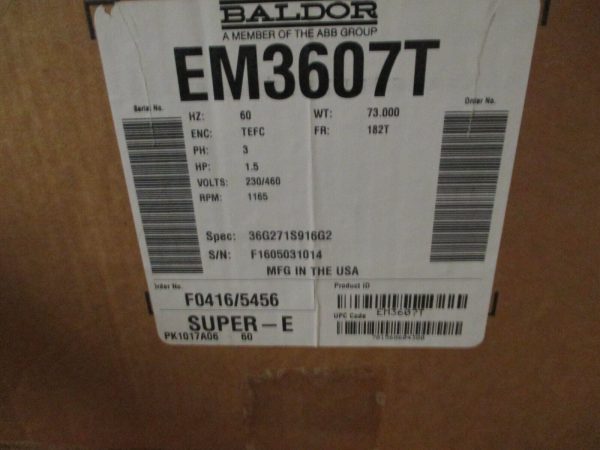 BALDOR
A MEMBER OF THE ABB GROUP
EM3607T
Serial No.
Order No.
HZ: 60 WT: 73.000
ENC: TEFC FR: 182T
PH: 3
HP: 1.5
VOLTS: 230/460
RPM: 1165
Spec: 36G271S916G2
S/N: F1605031014
MFG IN THE USA
Order No.
F0416/5456
Product ID
EM3607T
UPC Code
SUPER-E
PK1017A06 60